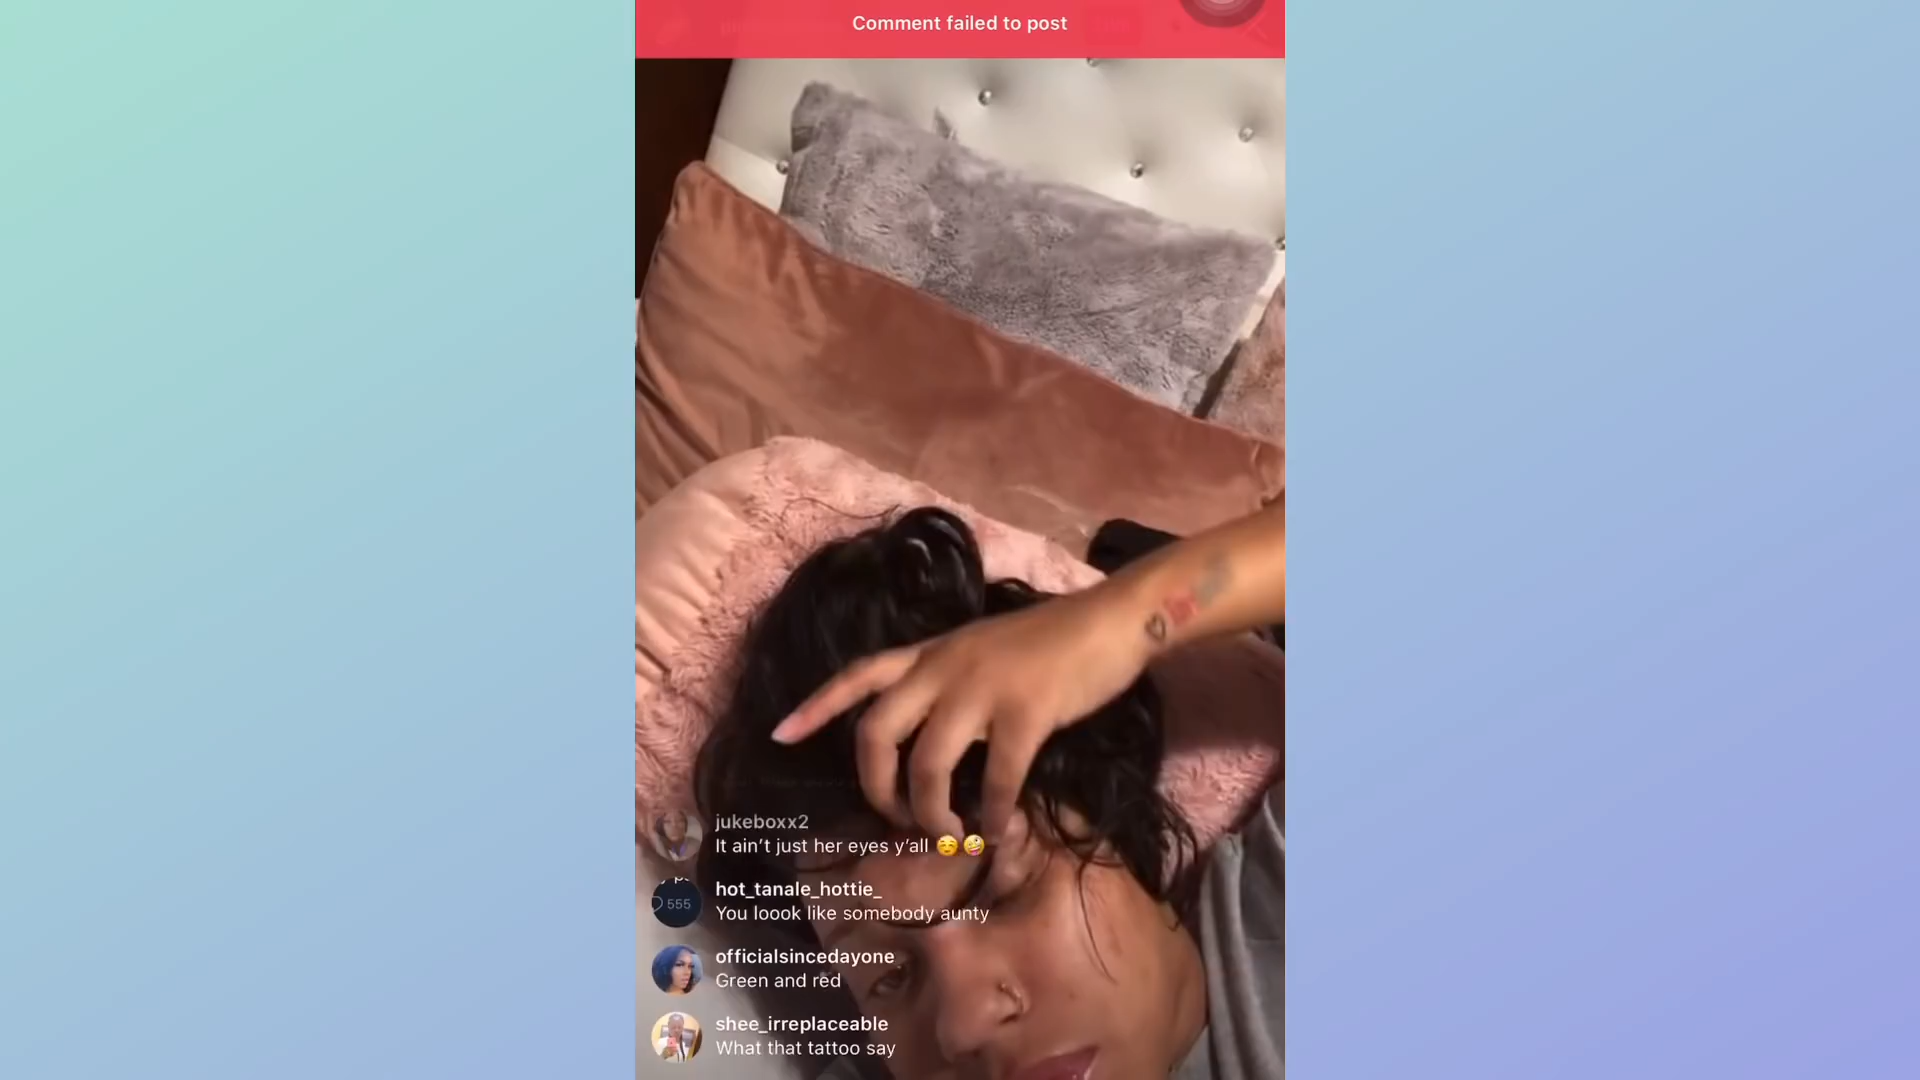 Comment failed to post
jukeboxx2
It ain’t just her eyes y’all ☺️🤪
555
hot_tanale_hottie_
You loook like somebody aunty
officialsincedayone
Green and red
shee_irreplaceable
What that tattoo say